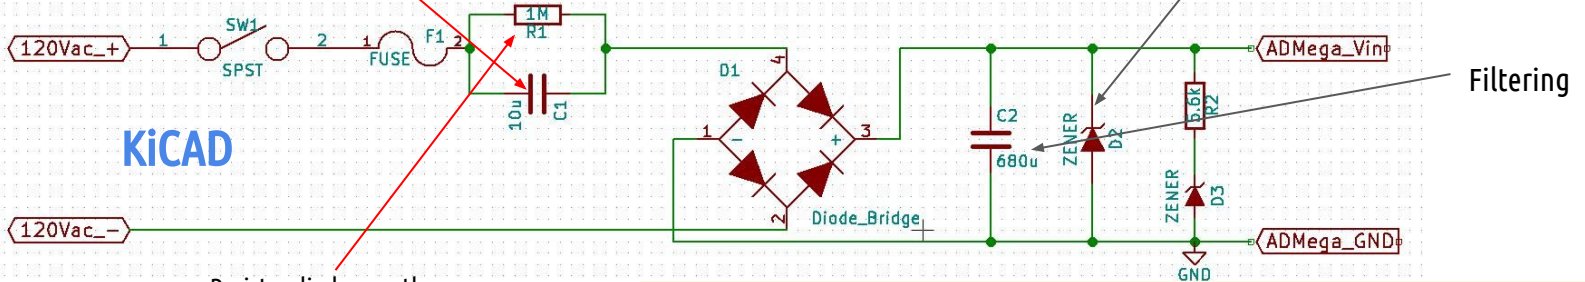 1M
R1
SW1
120Vac_+
1
2
1
F1
2
FUSE
SPST
10u
C1
D1
4
ADMega_Vin
Filtering
5.6k
R2
C2
680u
ZENER
D2
KiCAD
1
-
+
3
2
ZENER
D3
Diode_Bridge
120Vac_-
ADMega_GND
GND